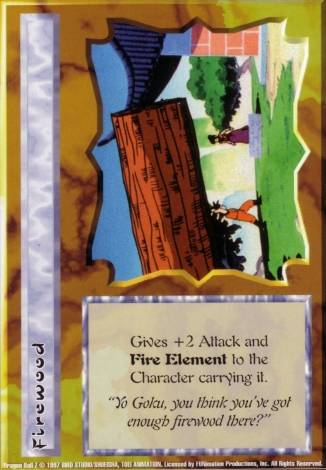 Firewood
Gives +2 Attack and
Fire Element to the
Character carrying it.
"Yo Goku, you think you've got
enough firewood there?"
Dragon Ball Z © 1997 BIRD STUDIO/SHUEISHA, TOEI ANIMATION. Licensed by FUNimation Productions, Inc. All Rights Reserved.